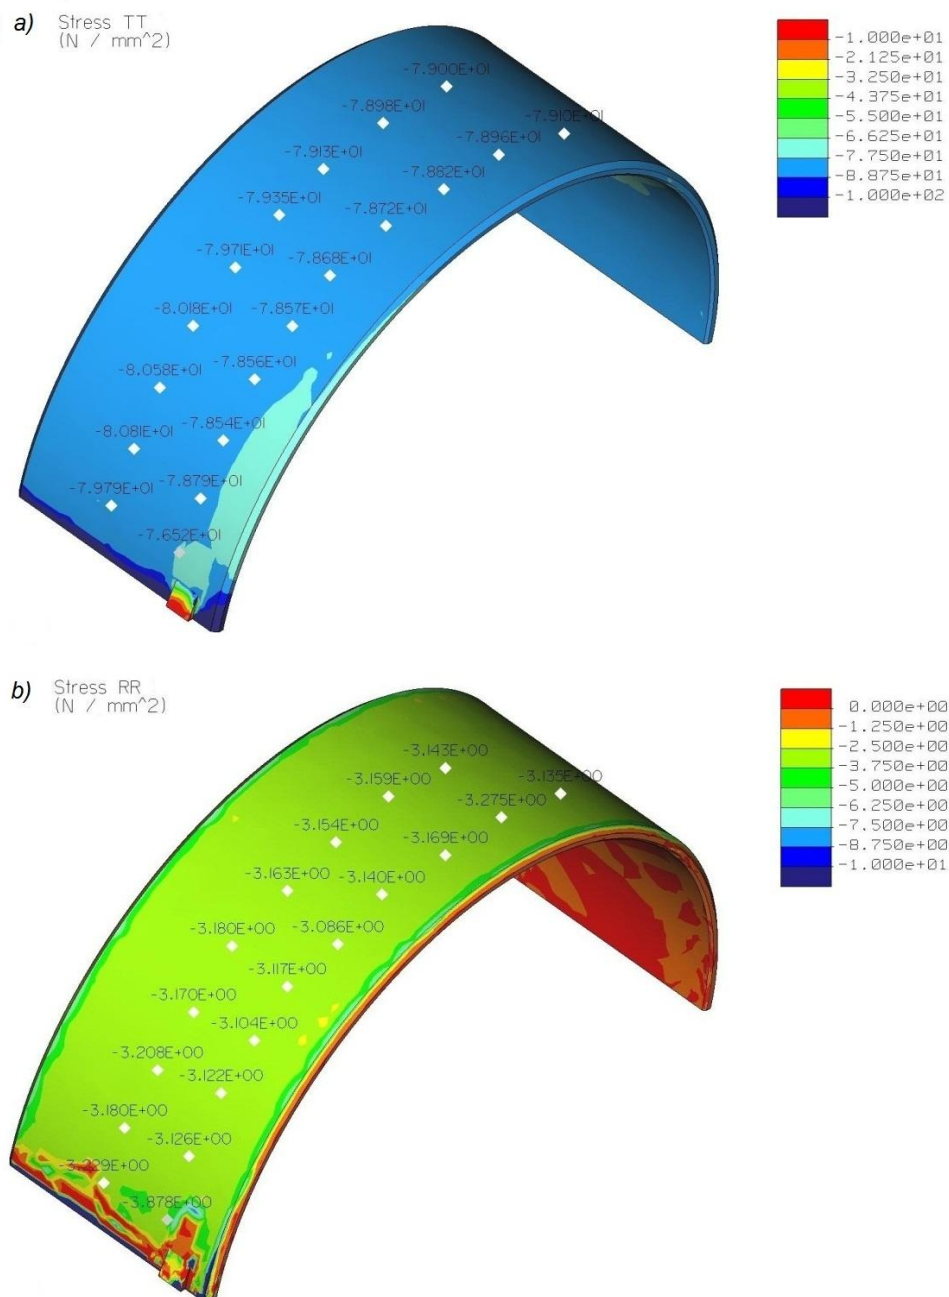 a) Stress TT
(N / mm^2)
-1.000e+01
-2.125e+01
-3.250e+01
-4.375e+01
-5.500e+01
-6.625e+01
-7.750e+01
-8.875e+01
-1.000e+02
-7.900E+01
-7.898E+01
-7.910E+01
-7.896E+01
-7.913E+01
-7.882E+01
-7.935E+01
-7.872E+01
-7.971E+01
-7.868E+01
-8.018E+01
-7.857E+01
-8.058E+01
-7.856E+01
-8.081E+01
-7.854E+01
-7.979E+01
-7.879E+01
-7.652E+01
b) Stress RR
(N / mm^2)
0.000e+00
-1.250e+00
-2.500e+00
-3.750e+00
-5.000e+00
-6.250e+00
-7.500e+00
-8.750e+00
-1.000e+01
-3.143E+00
-3.159E+00
-3.135E+00
-3.275E+00
-3.154E+00
-3.169E+00
-3.163E+00
-3.140E+00
-3.180E+00
-3.086E+00
-3.117E+00
-3.170E+00
-3.104E+00
-3.208E+00
-3.122E+00
-3.180E+00
-3.126E+00
-3.229E+00
-3.878E+00